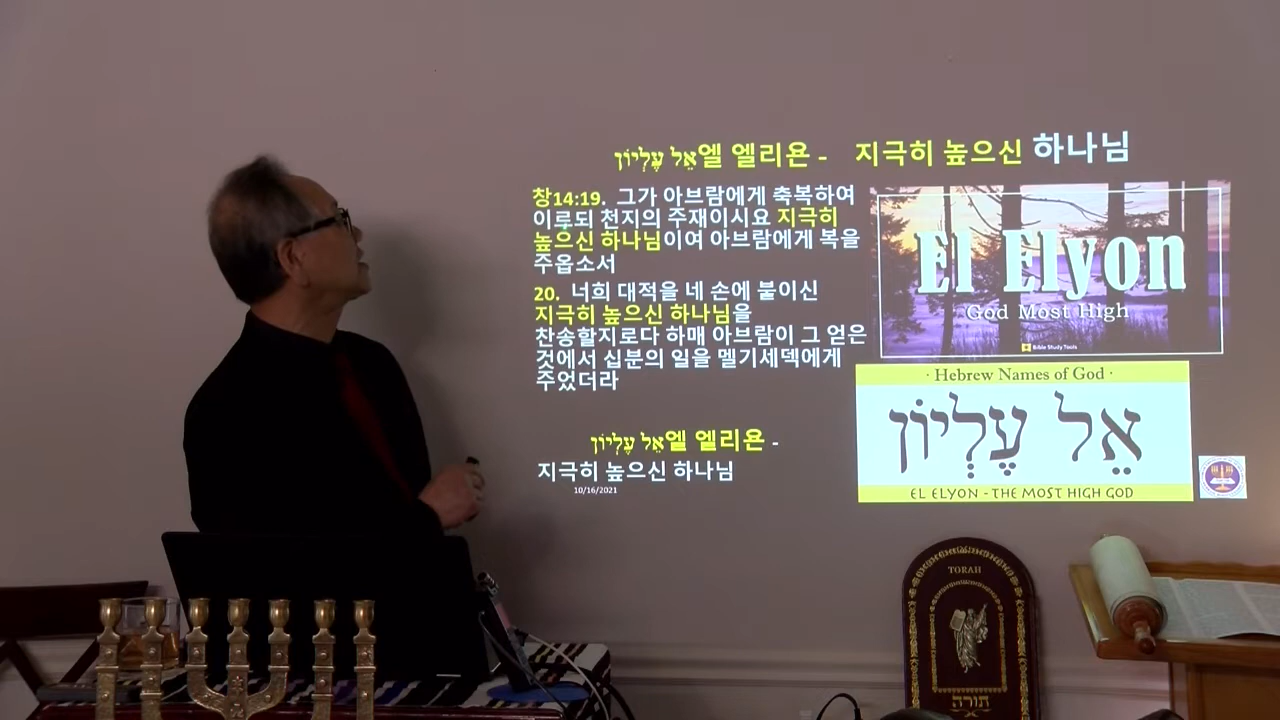 אֵל עֶלְיוֹן엘 엘리욘 - 지극히 높으신 하나님
창14:19. 그가 아브람에게 축복하여
이르되 천지의 주재이시요 지극히
높으신 하나님이여 아브람에게 복을
주옵소서
20. 너희 대적을 네 손에 붙이신
지극히 높으신 하나님을
찬송할지로다 하매 아브람이 그 얻은
것에서 십분의 일을 멜기세덱에게
주었더라
אֵל עֶלְיוֹן엘 엘리욘 -
지극히 높으신 하나님
10/16/2021
El Elyon
God Most High
Bible Study Tools
· Hebrew Names of God ·
אֵל עֶלְיוֹן
EL ELYON - THE MOST HIGH GOD
TORAH
תורה